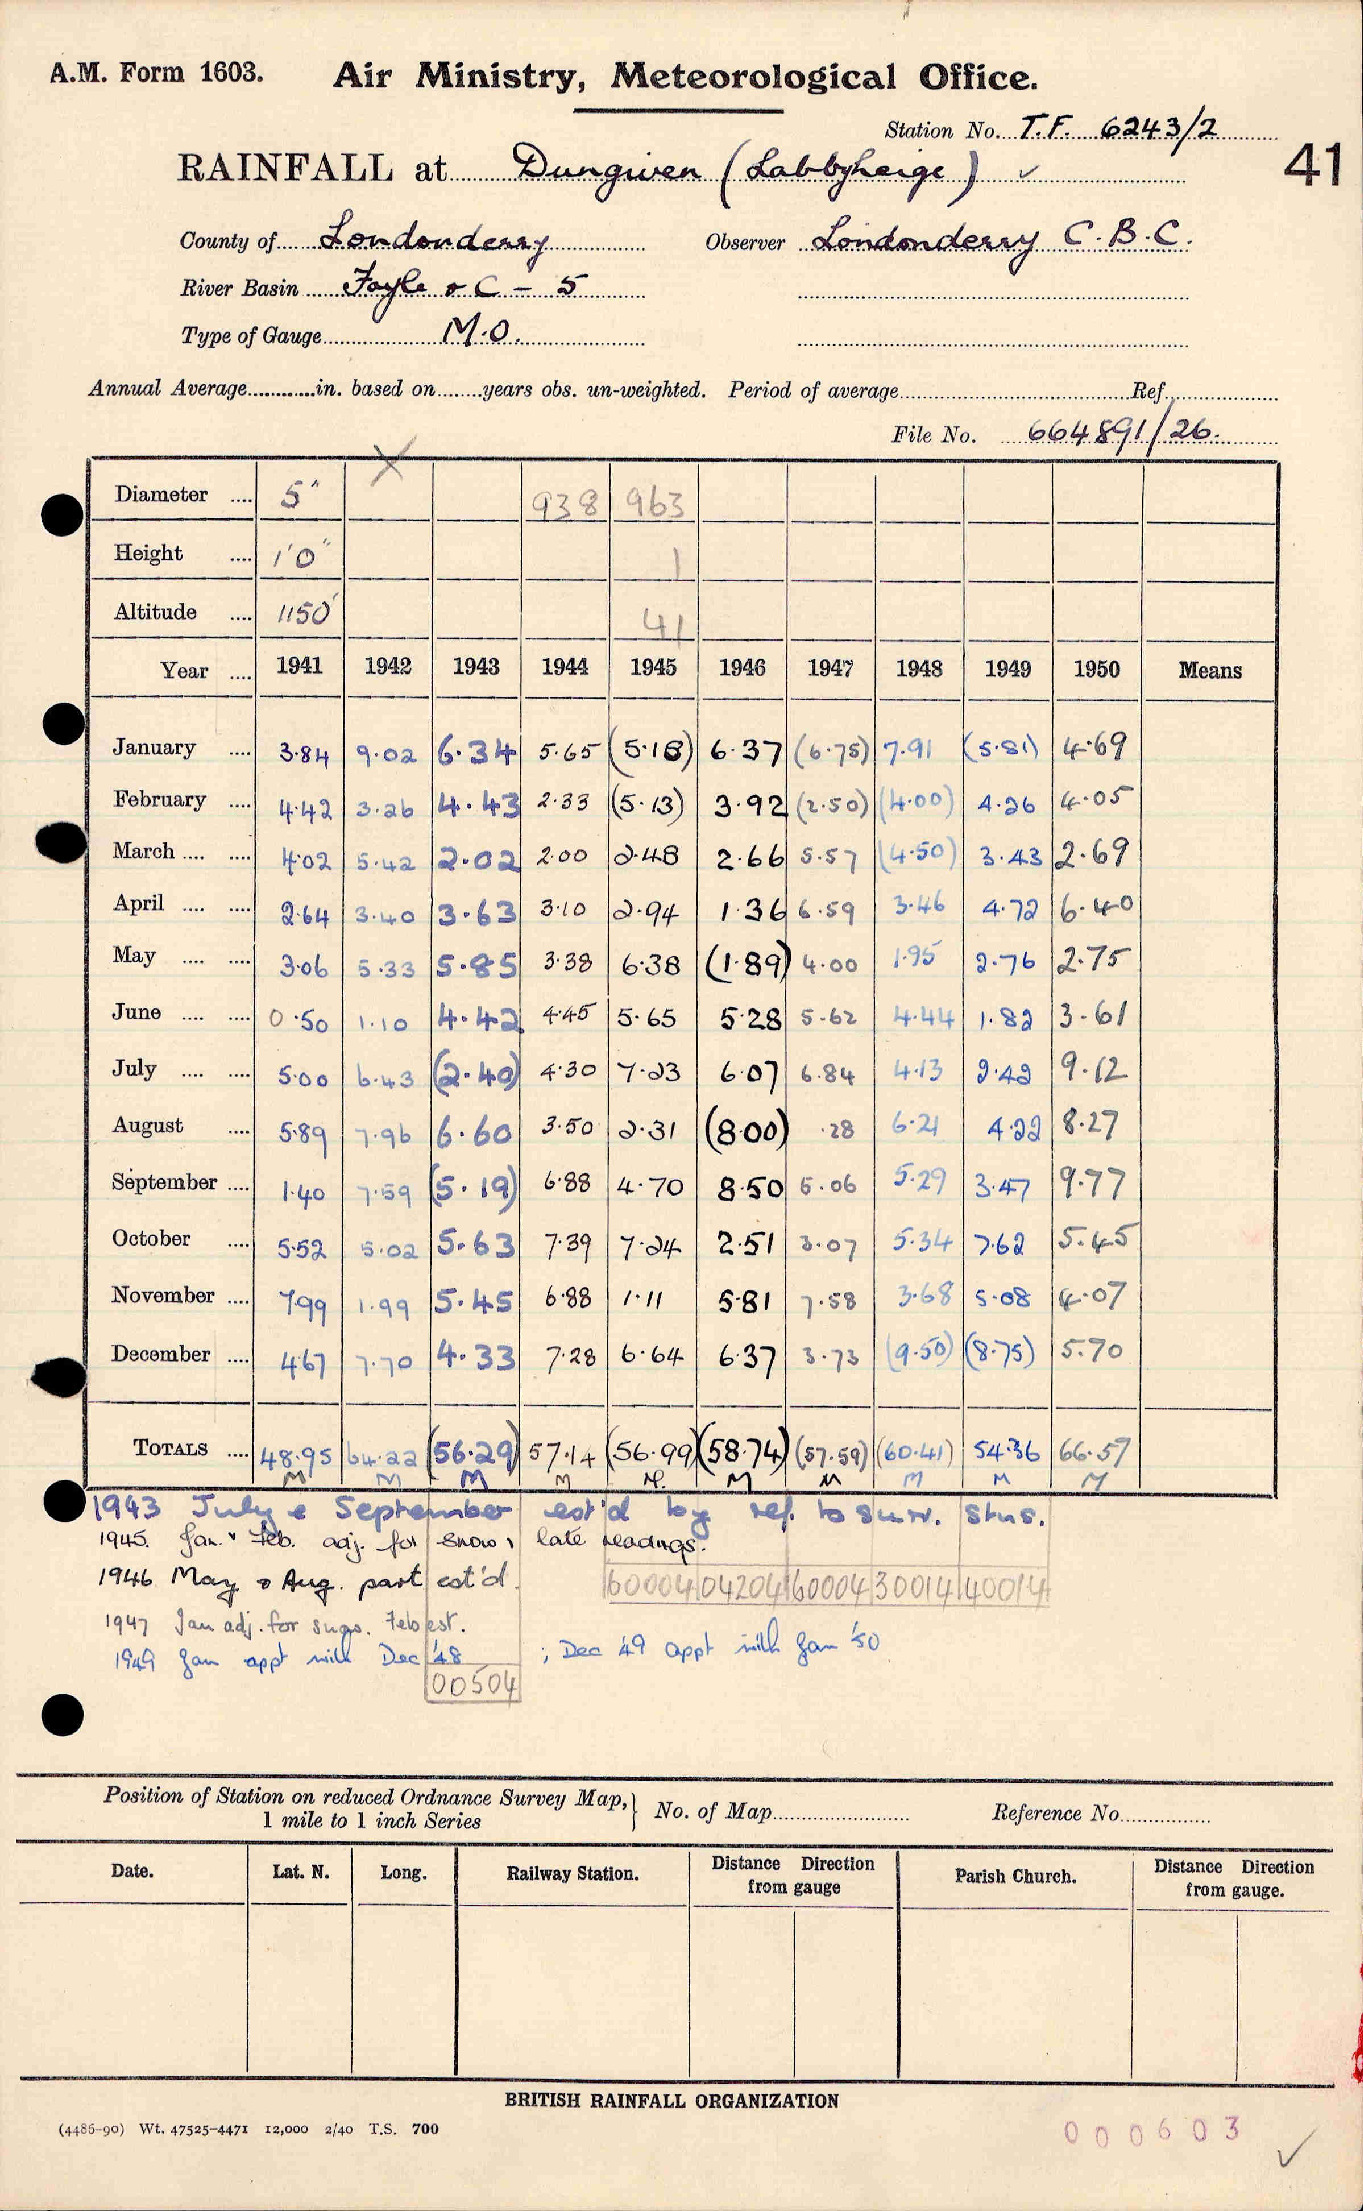 A.M. Form 1603. Air Ministry, Meteorological Office.
Station No. T.F. 6243/2
41
RAINFALL at Dungiven (Labbyheige) ✓
County of Londonderry Observer Londonderry C.B.C.
River Basin Foyle & C - 5
Type of Gauge M.O.
Annual Average in. based on years obs. un-weighted. Period of average Ref.
File No. 664891/26.
X
Diameter 5" 938 963
Height 1'0" 1
Altitude 1150' 41
Year 1941 1942 1943 1944 1945 1946 1947 1948 1949 1950 Means
January 3.84 9.02 6.34 5.65 (5.18) 6.37 (6.75) 7.91 (5.81) 4.69
February 4.42 3.26 4.43 2.33 (5.13) 3.92 (2.50) (4.00) 4.26 4.05
March 4.02 5.42 2.02 2.00 2.48 2.66 5.57 (4.50) 3.43 2.69
April 2.64 3.40 3.63 3.10 2.94 1.36 6.59 3.46 4.72 6.40
May 3.06 5.33 5.85 3.38 6.38 (1.89) 4.00 1.95 2.76 2.75
June 0.50 1.10 4.42 4.45 5.65 5.28 5.62 4.44 1.82 3.61
July 5.00 6.43 (2.40) 4.30 7.23 6.07 6.84 4.13 2.42 9.12
August 5.89 7.96 6.60 3.50 2.31 (8.00) .28 6.21 4.22 8.27
September 1.40 7.59 (5.19) 6.88 4.70 8.50 5.06 5.29 3.47 9.77
October 5.52 5.02 5.63 7.39 7.24 2.51 3.07 5.34 7.62 5.45
November 7.99 1.99 5.45 6.88 1.11 5.81 7.58 3.68 5.08 4.07
December 4.67 7.70 4.33 7.28 6.64 6.37 3.73 (9.50) (8.75) 5.70
TOTALS 48.95 64.22 (56.29) 57.14 (56.99) (58.74) (57.59) (60.41) 54.36 66.57
M M M M M M M M M M
1943 July & September est'd by ref. to surr. stns.
1945. Jan. & Feb. adj. for snow & late readings.
1946 May & Aug. part est'd.
60004 04204 60004 30014 40014
1947 Jan adj. for sugs. Feb est.
1949 Jan appt with Dec '48 ; Dec '49 appt with Jan '50
00504
Position of Station on reduced Ordnance Survey Map, 1 mile to 1 inch Series } No. of Map Reference No.
Date. Lat. N. Long. Railway Station. Distance Direction from gauge Parish Church. Distance Direction from gauge.
BRITISH RAINFALL ORGANIZATION
(4486-90) Wt. 47525-4471 12,000 2/40 T.S. 700
000603
✓